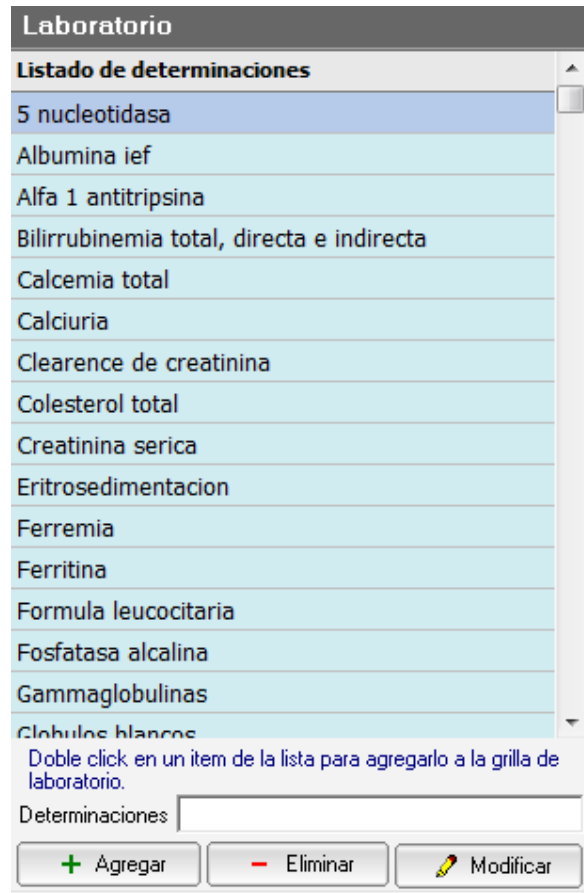 Laboratorio
Listado de determinaciones
5 nucleotidasa
Albumina ief
Alfa 1 antitripsina
Bilirrubinemia total, directa e indirecta
Calcemia total
Calciuria
Clearence de creatinina
Colesterol total
Creatinina serica
Eritrosedimentacion
Ferremia
Ferritina
Formula leucocitaria
Fosfatasa alcalina
Gammaglobulinas
Globulos blancos
Doble click en un item de la lista para agregarlo a la grilla de
laboratorio.
Determinaciones
Agregar Eliminar Modificar